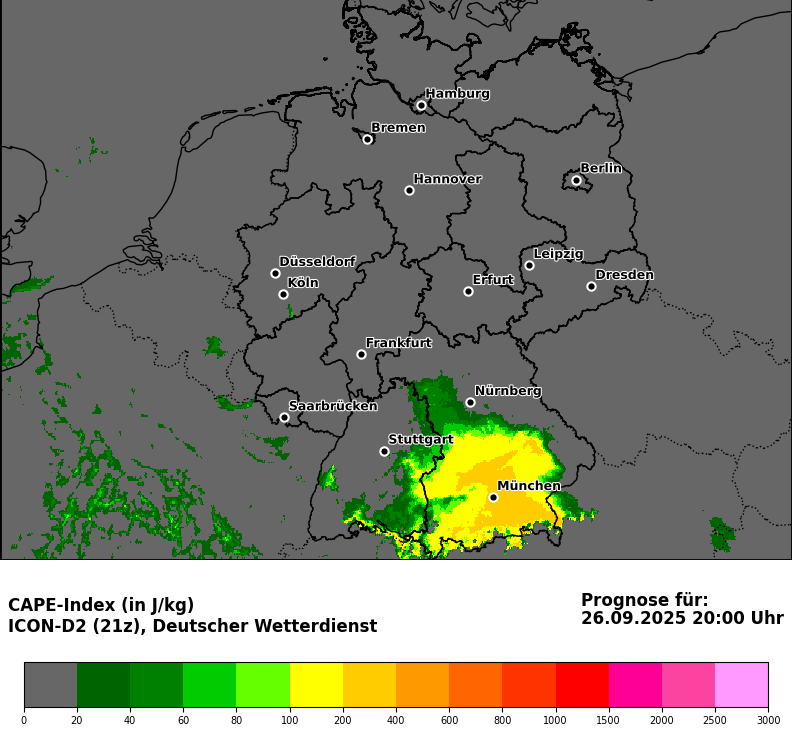 Hamburg
Bremen
Berlin
Hannover
Leipzig
Düsseldorf
Dresden
Köln
Erfurt
Frankfurt
Nürnberg
Saarbrücken
Stuttgart
München
CAPE-Index (in J/kg)
ICON-D2 (21z), Deutscher Wetterdienst
Prognose für:
26.09.2025 20:00 Uhr
0 20 40 60 80 100 200 400 600 800 1000 1500 2000 2500 3000